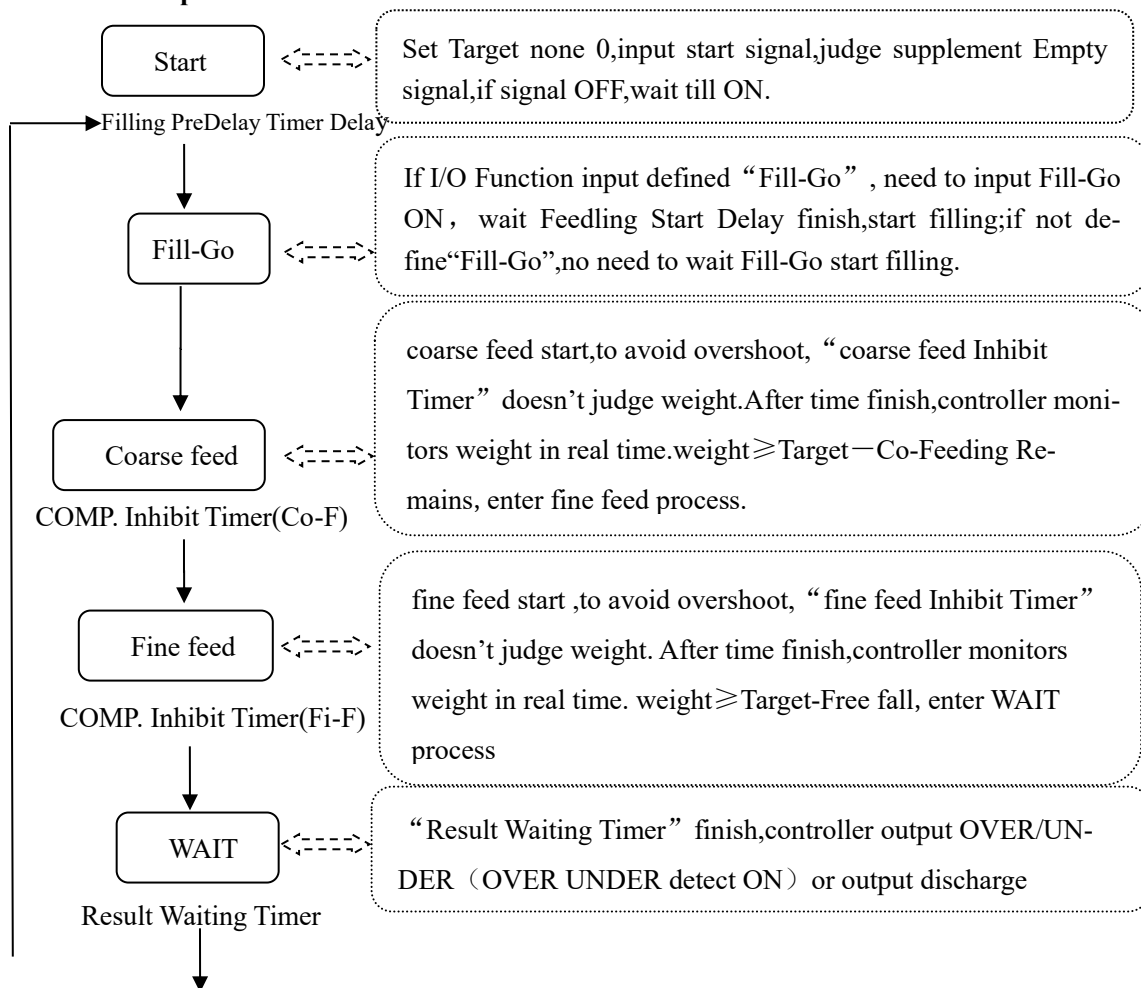 Start
Set Target none 0,input start signal,judge supplement Empty
signal,if signal OFF,wait till ON.
Filling PreDelay Timer Delay
If I/O Function input defined “Fill-Go”, need to input Fill-Go
ON，wait Feedling Start Delay finish,start filling;if not de-
fine“Fill-Go”,no need to wait Fill-Go start filling.
Fill-Go
coarse feed start,to avoid overshoot,“coarse feed Inhibit
Timer”doesn’t judge weight.After time finish,controller moni-
tors weight in real time.weight≥Target－Co-Feeding Re-
mains, enter fine feed process.
Coarse feed
COMP. Inhibit Timer(Co-F)
fine feed start ,to avoid overshoot,“fine feed Inhibit Timer”
doesn’t judge weight. After time finish,controller monitors
weight in real time. weight≥Target-Free fall, enter WAIT
process
Fine feed
COMP. Inhibit Timer(Fi-F)
“Result Waiting Timer”finish,controller output OVER/UN-
DER（OVER UNDER detect ON）or output discharge
WAIT
Result Waiting Timer